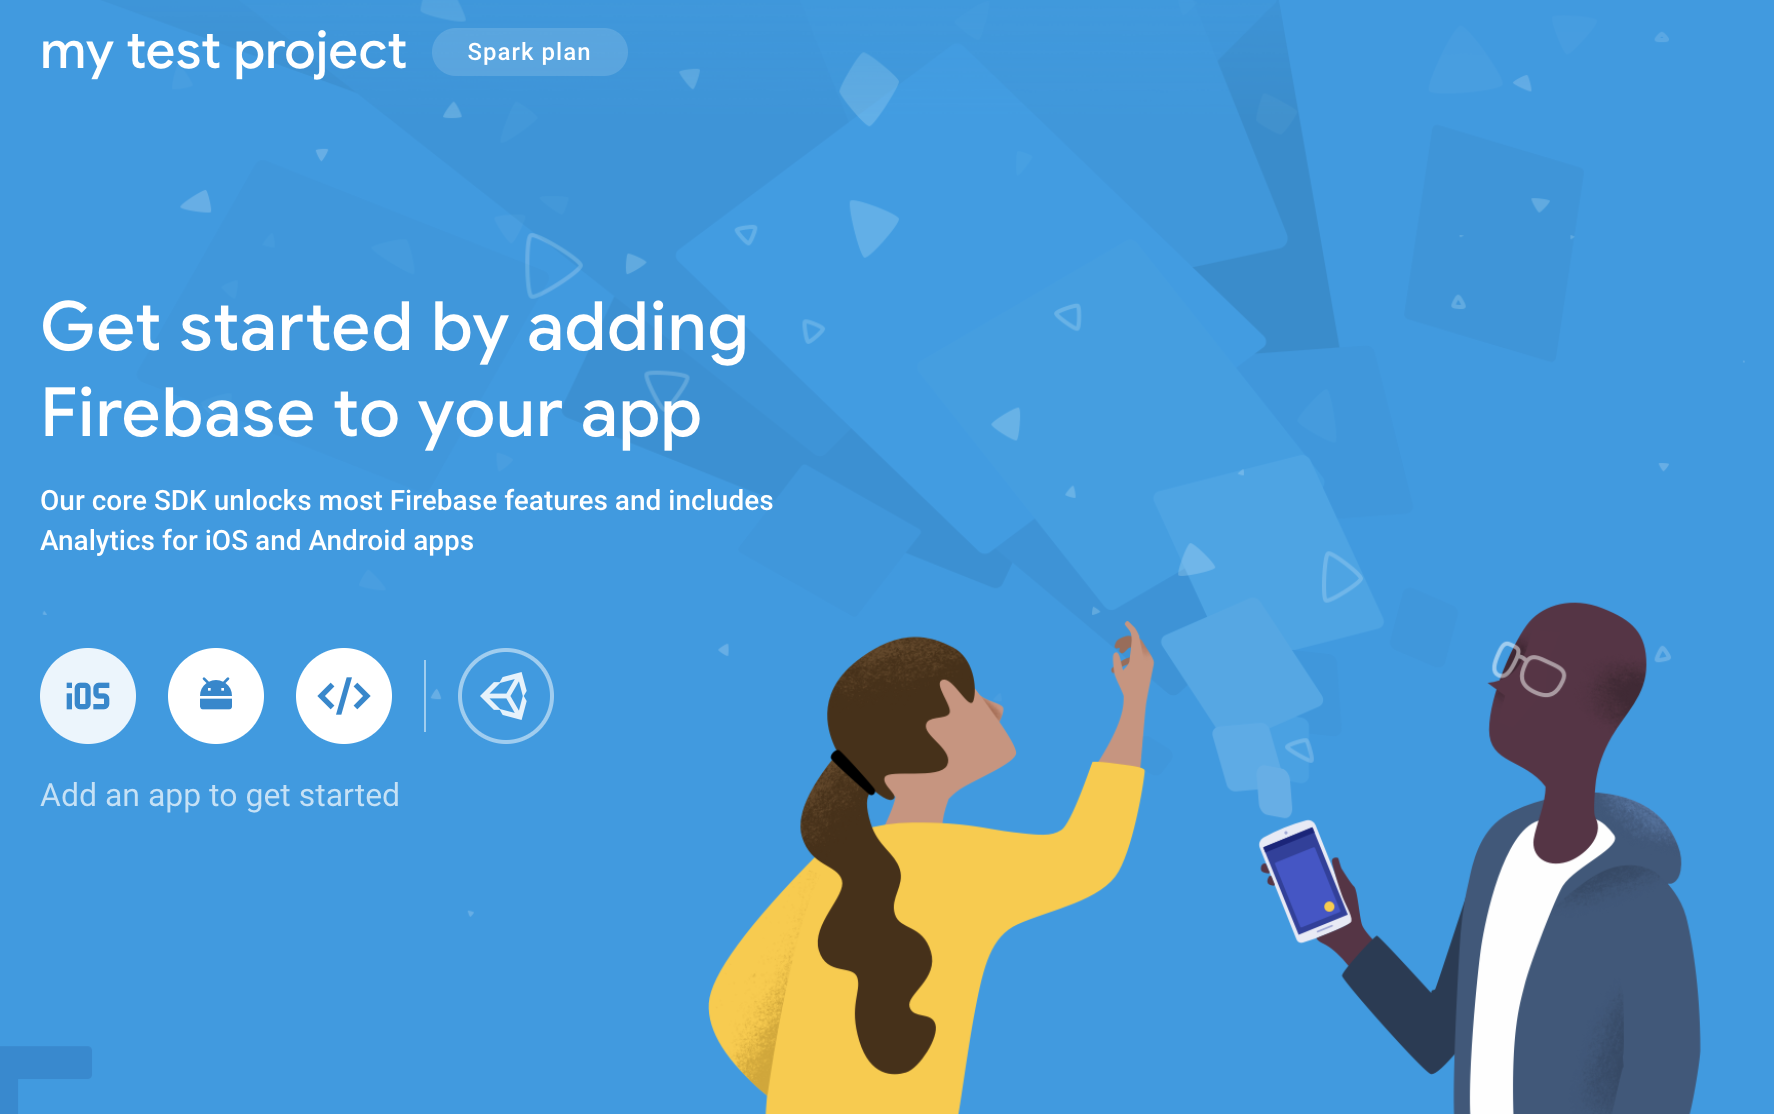 my test project
Spark plan
Get started by adding
Firebase to your app
Our core SDK unlocks most Firebase features and includes
Analytics for iOS and Android apps
iOS
</>
Add an app to get started